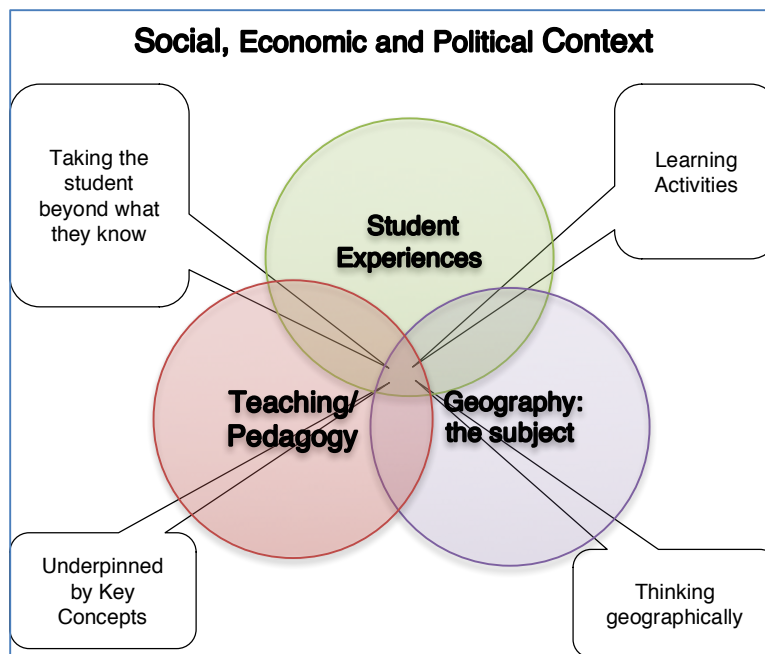 Social, Economic and Political Context
Taking the
student
beyond what
they know
Learning
Activities
Student
Experiences
Teaching/
Pedagogy
Geography:
the subject
Underpinned
by Key
Concepts
Thinking
geographically